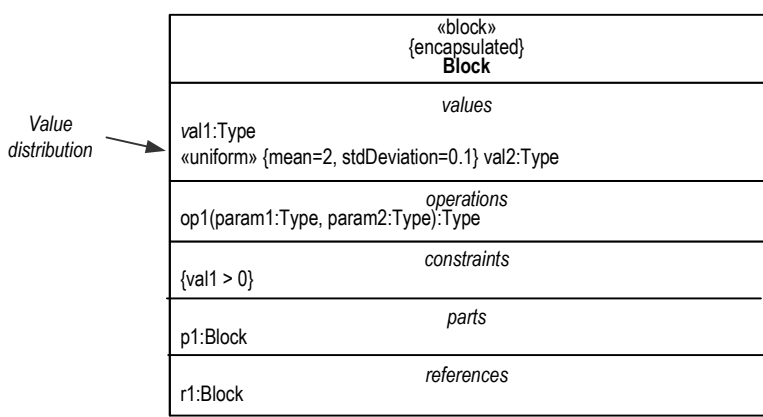 «block»
{encapsulated}
Block
values
Value
distribution
val1:Type
«uniform» {mean=2, stdDeviation=0.1} val2:Type
operations
op1(param1:Type, param2:Type):Type
constraints
{val1 > 0}
parts
p1:Block
references
r1:Block